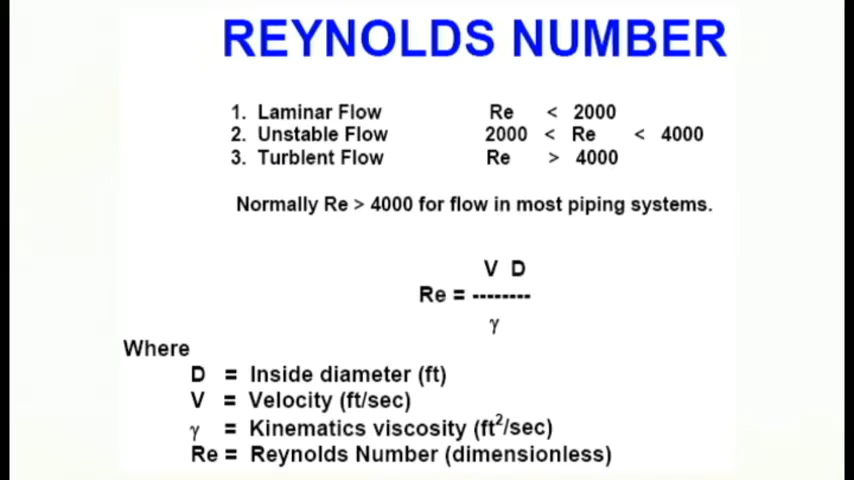 REYNOLDS NUMBER
1. Laminar Flow Re < 2000
2. Unstable Flow 2000 < Re < 4000
3. Turblent Flow Re > 4000
Normally Re > 4000 for flow in most piping systems.
V D
Re = --------
γ
Where
D = Inside diameter (ft)
V = Velocity (ft/sec)
γ = Kinematics viscosity (ft²/sec)
Re = Reynolds Number (dimensionless)